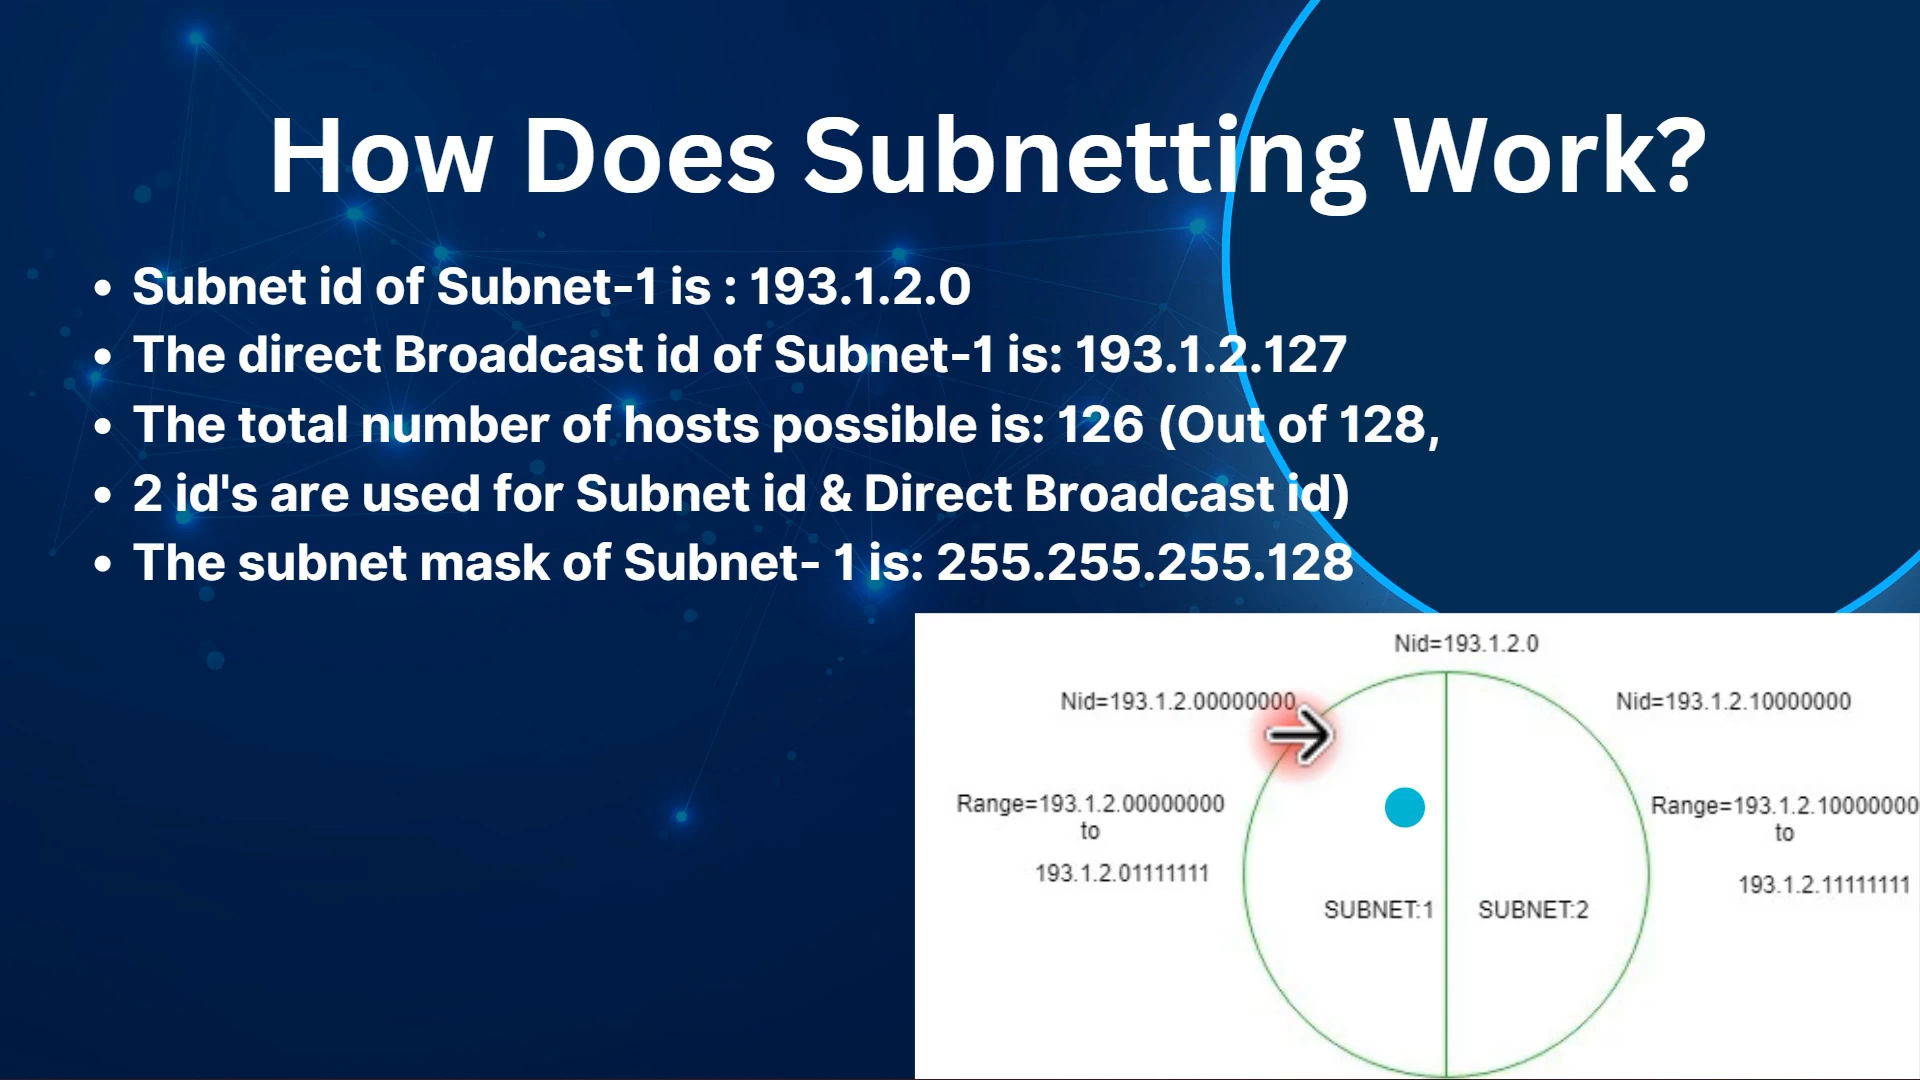 How Does Subnetting Work?
• Subnet id of Subnet-1 is : 193.1.2.0
• The direct Broadcast id of Subnet-1 is: 193.1.2.127
• The total number of hosts possible is: 126 (Out of 128,
• 2 id's are used for Subnet id & Direct Broadcast id)
• The subnet mask of Subnet- 1 is: 255.255.255.128
Nid=193.1.2.0
Nid=193.1.2.00000000
Nid=193.1.2.10000000
Range=193.1.2.00000000
to
193.1.2.01111111
Range=193.1.2.10000000
to
193.1.2.11111111
SUBNET:1
SUBNET:2